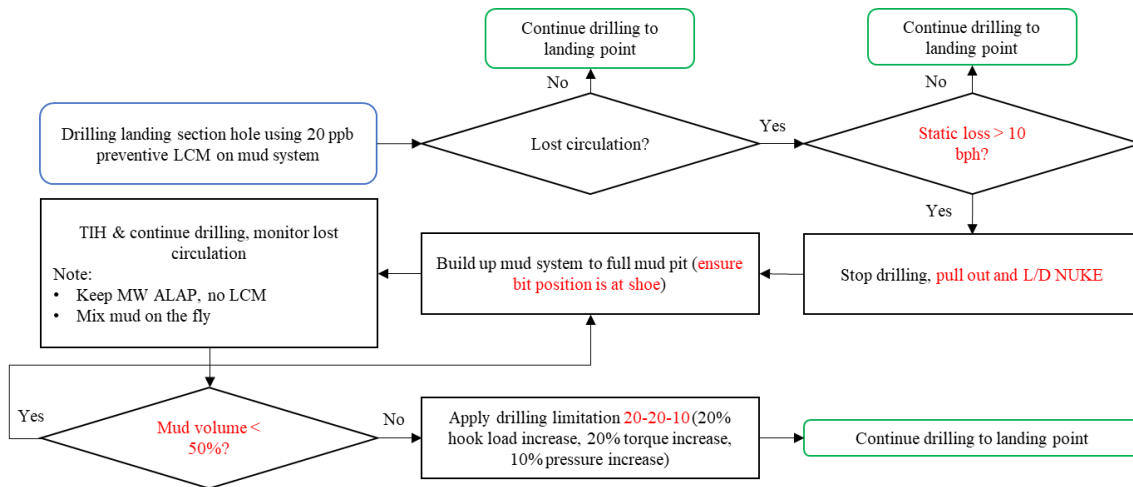 Continue drilling to
landing point
Continue drilling to
landing point
No
No
Drilling landing section hole using 20 ppb
preventive LCM on mud system
Lost circulation?
Yes
Static loss > 10
bph?
Yes
TIH & continue drilling, monitor lost
circulation
Note:
• Keep MW ALAP, no LCM
• Mix mud on the fly
Build up mud system to full mud pit (ensure
bit position is at shoe)
Stop drilling, pull out and L/D NUKE
Yes
Mud volume <
50%?
No
Apply drilling limitation 20-20-10 (20%
hook load increase, 20% torque increase,
10% pressure increase)
Continue drilling to landing point